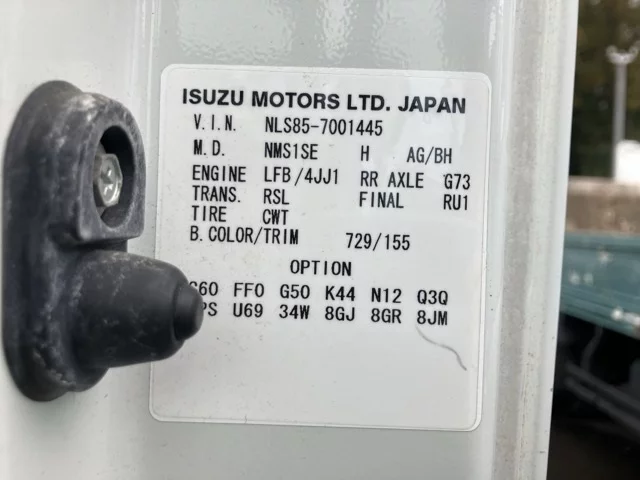 ISUZU MOTORS LTD. JAPAN
V.I.N. NLS85-7001445
M.D. NMS1SE H AG/BH
ENGINE LFB/4JJ1 RR AXLE G73
TRANS. RSL FINAL RU1
TIRE CWT
B.COLOR/TRIM 729/155
OPTION
FF0 G50 K44 N12 Q3Q
U69 34W 8GJ 8GR 8JM